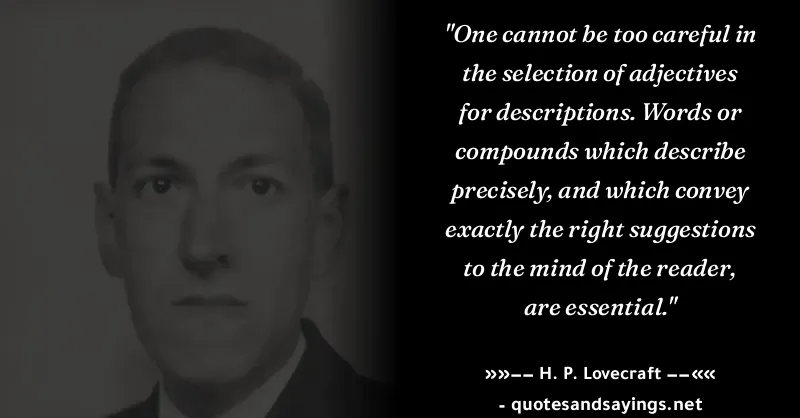 "One cannot be too careful in
the selection of adjectives
for descriptions. Words or
compounds which describe
precisely, and which convey
exactly the right suggestions
to the mind of the reader,
are essential."
»»−− H. P. Lovecraft −−««
- quotesandsayings.net